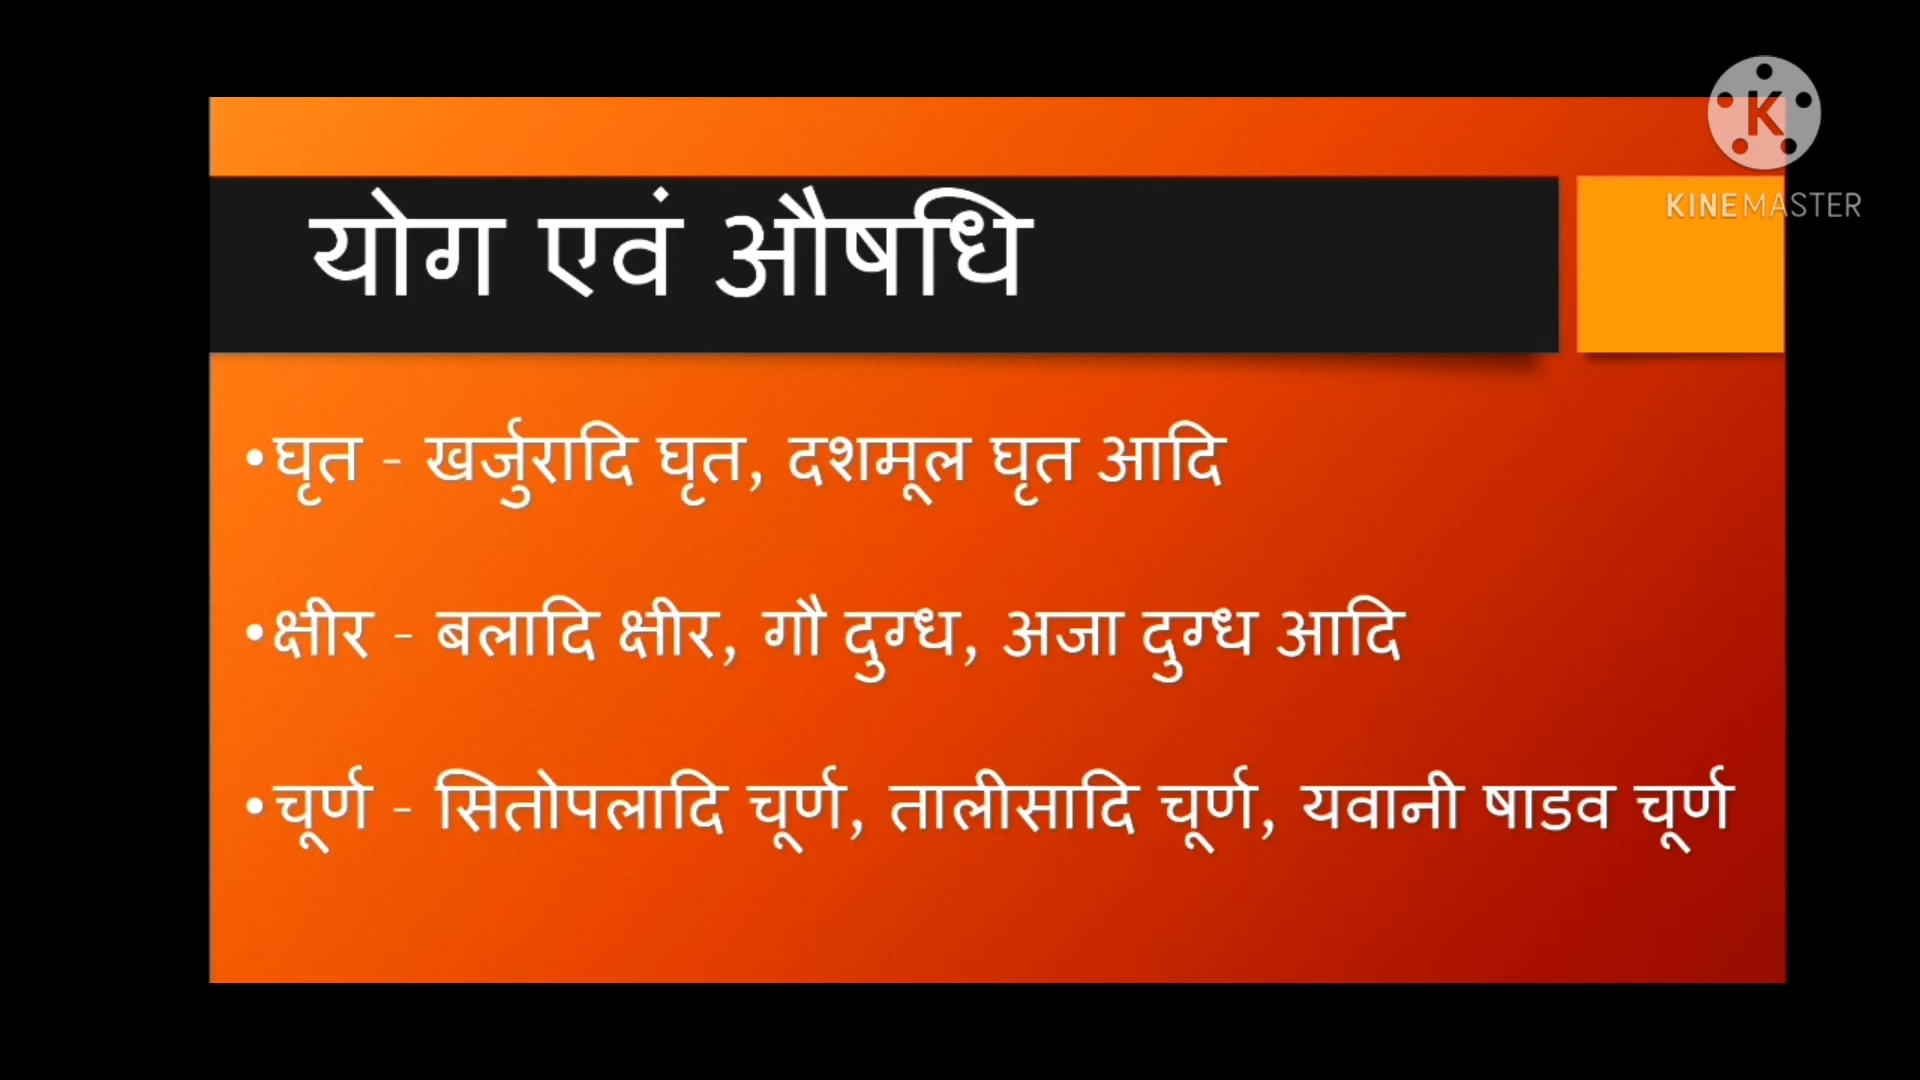 योग एवं औषधि
•घृत - खर्जुरादि घृत, दशमूल घृत आदि
•क्षीर - बलादि क्षीर, गौ दुग्ध, अजा दुग्ध आदि
•चूर्ण - सितोपलादि चूर्ण, तालीसादि चूर्ण, यवानी षाडव चूर्ण
K
KINEMASTER